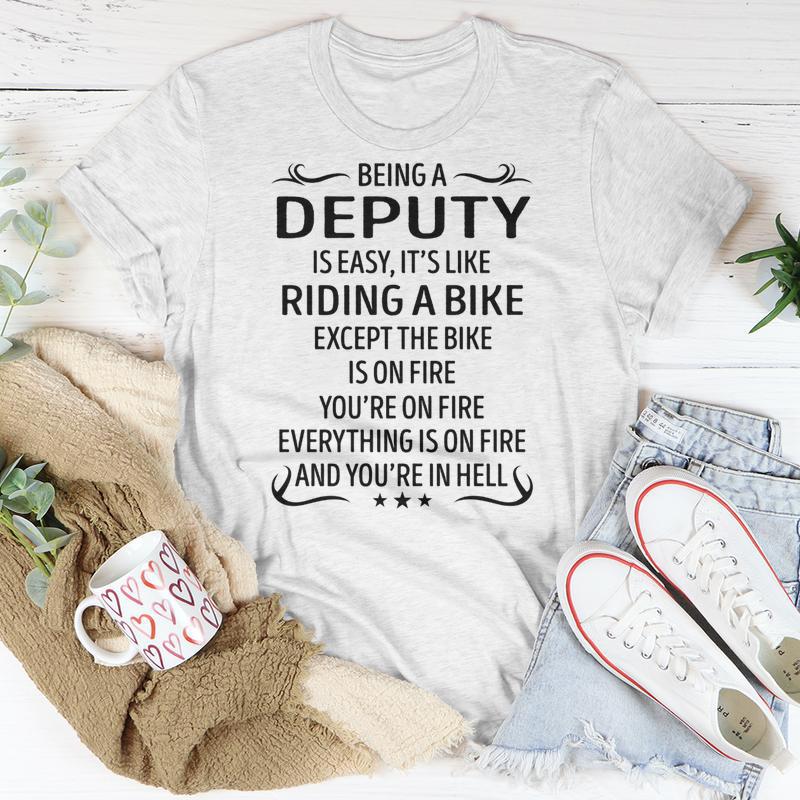 BEING A
DEPUTY
IS EASY, IT'S LIKE
RIDING A BIKE
EXCEPT THE BIKE
IS ON FIRE
YOU'RE ON FIRE
EVERYTHING IS ON FIRE
AND YOU'RE IN HELL